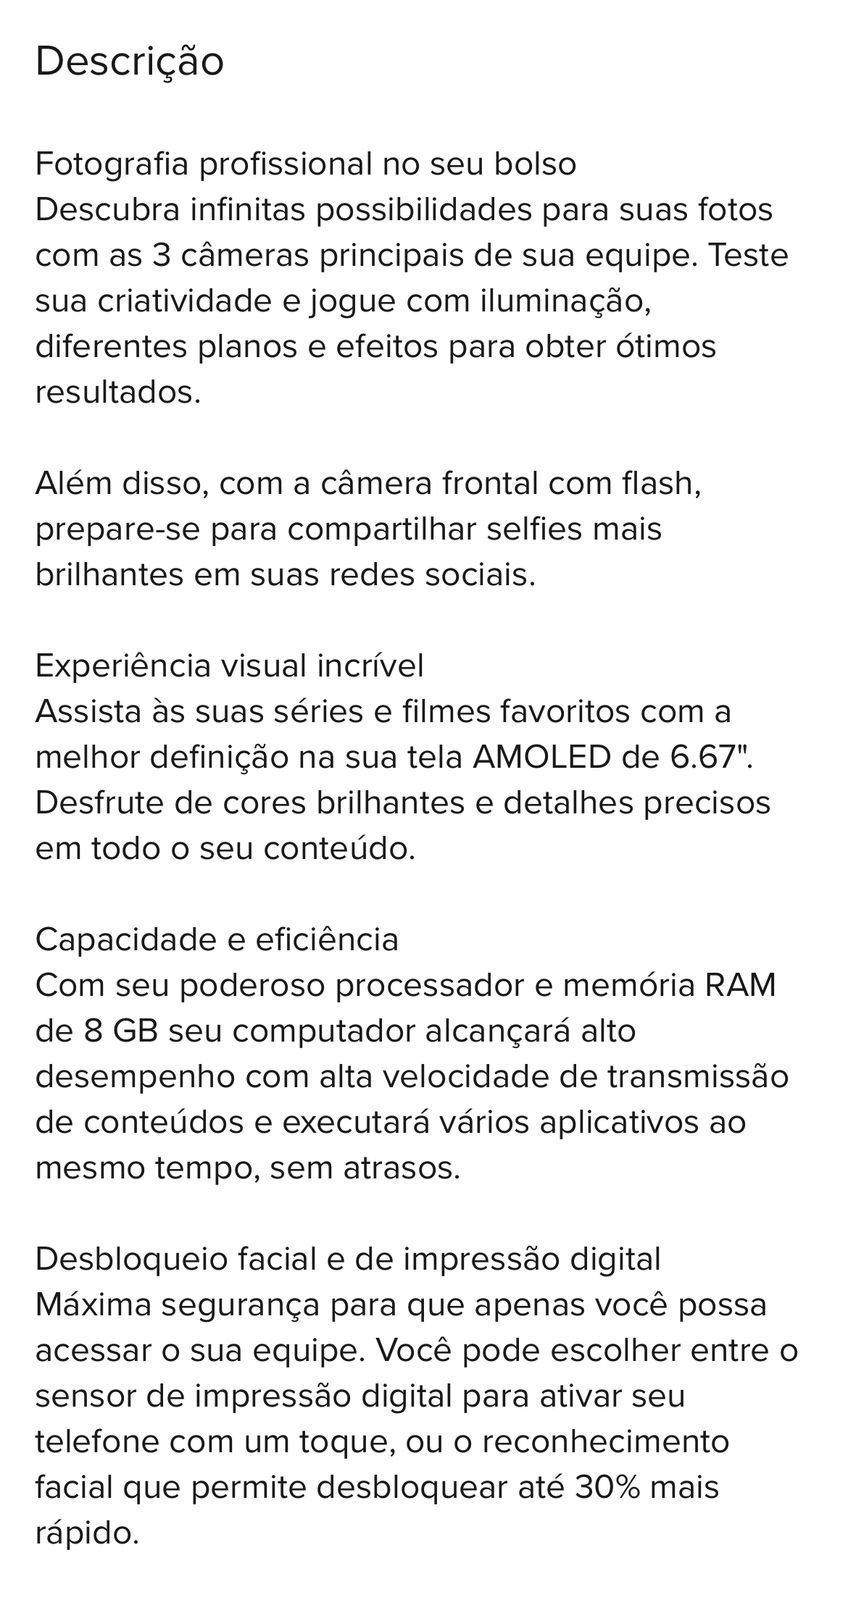 Descrição
Fotografia profissional no seu bolso
Descubra infinitas possibilidades para suas fotos
com as 3 câmeras principais de sua equipe. Teste
sua criatividade e jogue com iluminação,
diferentes planos e efeitos para obter ótimos
resultados.
Além disso, com a câmera frontal com flash,
prepare-se para compartilhar selfies mais
brilhantes em suas redes sociais.
Experiência visual incrível
Assista às suas séries e filmes favoritos com a
melhor definição na sua tela AMOLED de 6.67".
Desfrute de cores brilhantes e detalhes precisos
em todo o seu conteúdo.
Capacidade e eficiência
Com seu poderoso processador e memória RAM
de 8 GB seu computador alcançará alto
desempenho com alta velocidade de transmissão
de conteúdos e executará vários aplicativos ao
mesmo tempo, sem atrasos.
Desbloqueio facial e de impressão digital
Máxima segurança para que apenas você possa
acessar o sua equipe. Você pode escolher entre o
sensor de impressão digital para ativar seu
telefone com um toque, ou o reconhecimento
facial que permite desbloquear até 30% mais
rápido.